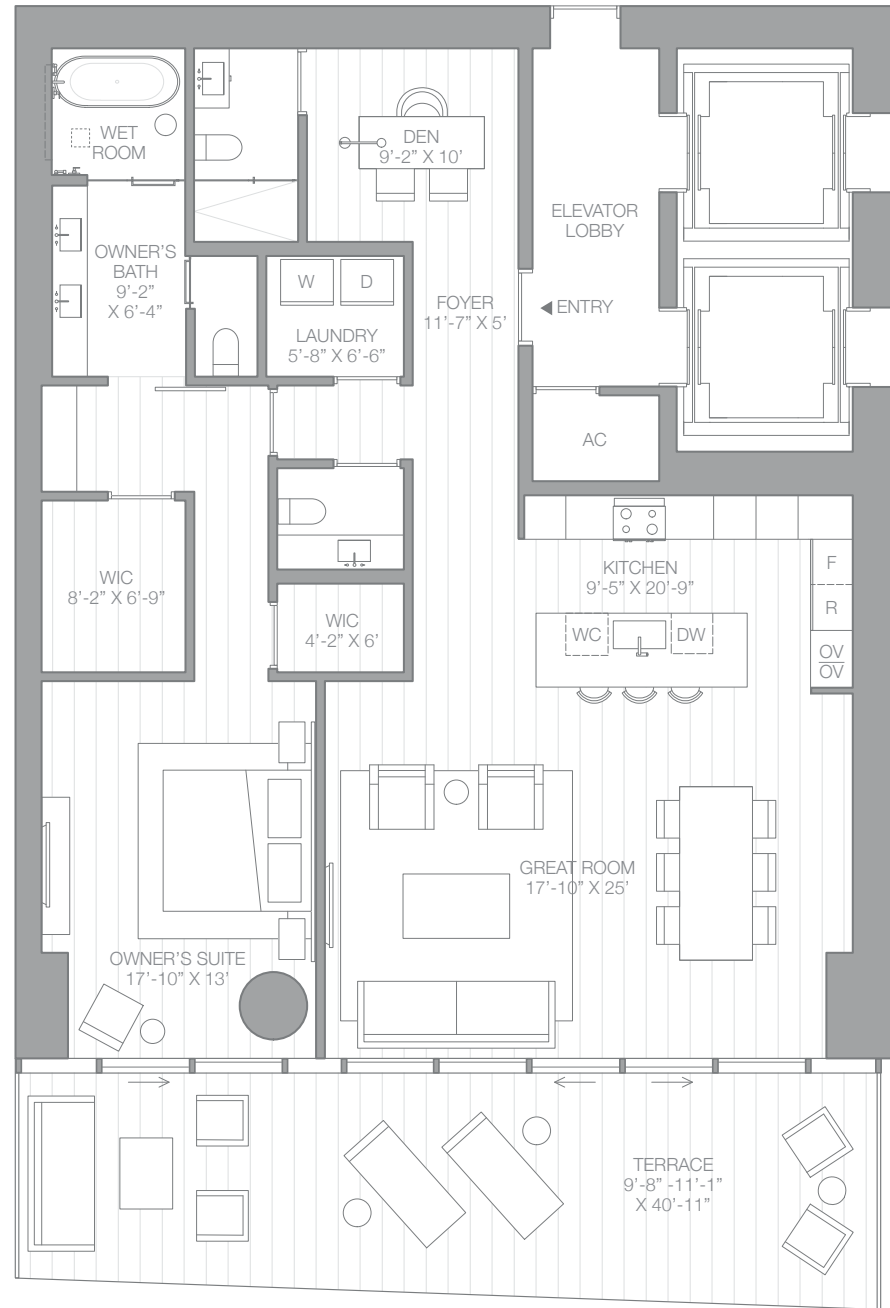 WET
ROOM
DEN
9'-2" X 10'
ELEVATOR
LOBBY
OWNER'S
BATH
9'-2"
X 6'-4"
W
D
LAUNDRY
5'-8" X 6'-6"
FOYER
11'-7" X 5'
ENTRY
AC
WIC
8'-2" X 6'-9"
WIC
4'-2" X 6'
KITCHEN
9'-5" X 20'-9"
F
R
OV
OV
WC
DW
GREAT ROOM
17'-10" X 25'
OWNER'S SUITE
17'-10" X 13'
TERRACE
9'-8" -11'-1"
X 40'-11"